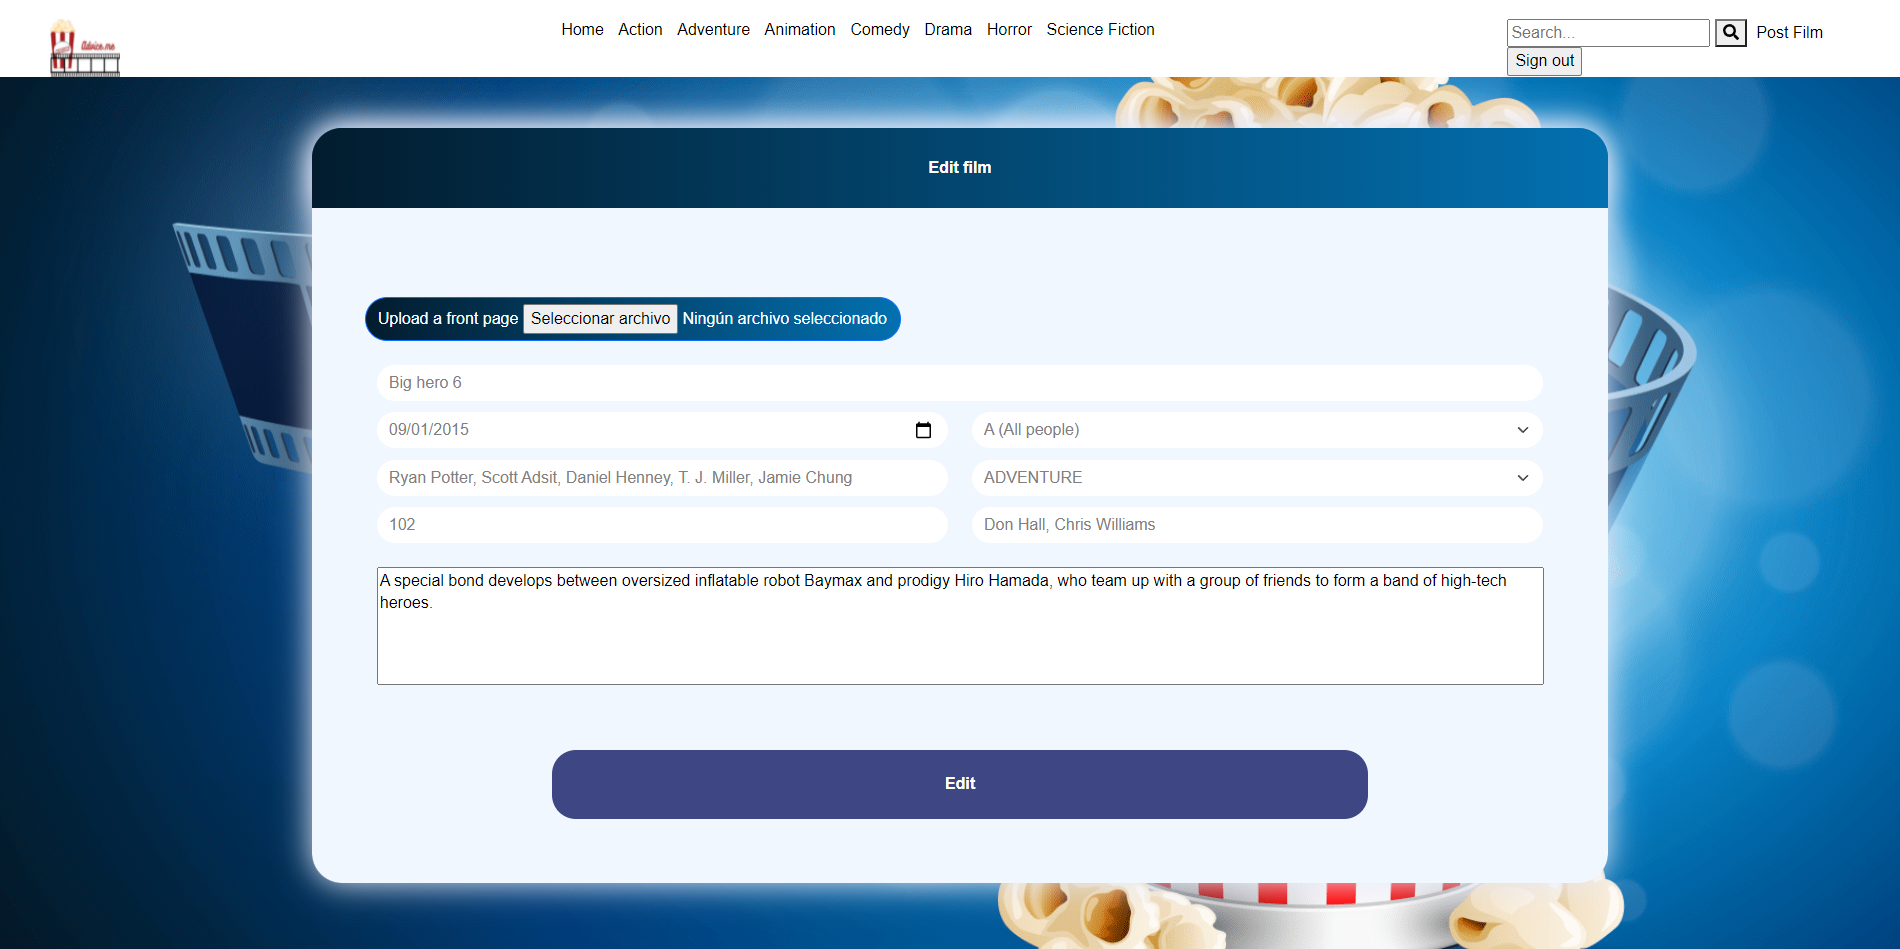 Advice.me
Home Action Adventure Animation Comedy Drama Horror Science Fiction
Search... Post Film
Sign out
Edit film
Upload a front page Seleccionar archivo Ningún archivo seleccionado
Big hero 6
09/01/2015 A (All people)
Ryan Potter, Scott Adsit, Daniel Henney, T. J. Miller, Jamie Chung ADVENTURE
102 Don Hall, Chris Williams
A special bond develops between oversized inflatable robot Baymax and prodigy Hiro Hamada, who team up with a group of friends to form a band of high-tech
heroes.
Edit